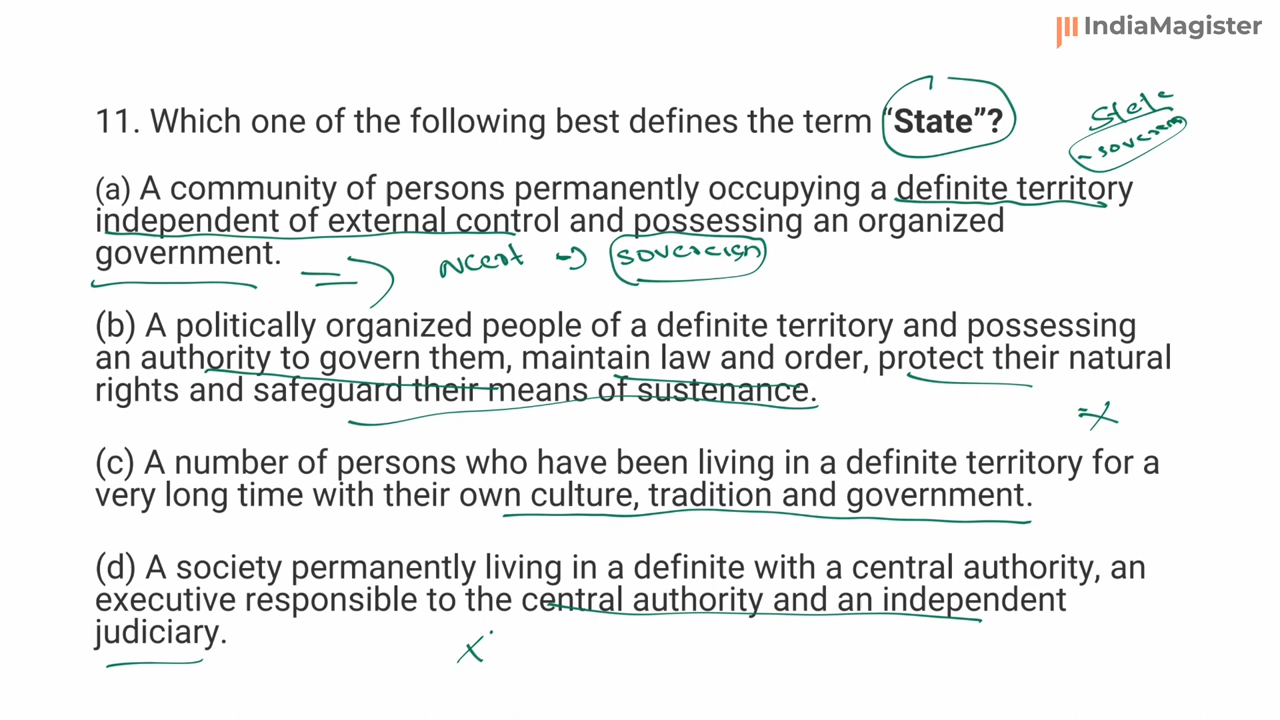 IndiaMagister
11. Which one of the following best defines the term “State”?
State
- sovereign
(a) A community of persons permanently occupying a definite territory
independent of external control and possessing an organized
government.
=> ncert -> sovereign
(b) A politically organized people of a definite territory and possessing
an authority to govern them, maintain law and order, protect their natural
rights and safeguard their means of sustenance.
(c) A number of persons who have been living in a definite territory for a
very long time with their own culture, tradition and government.
(d) A society permanently living in a definite with a central authority, an
executive responsible to the central authority and an independent
judiciary.